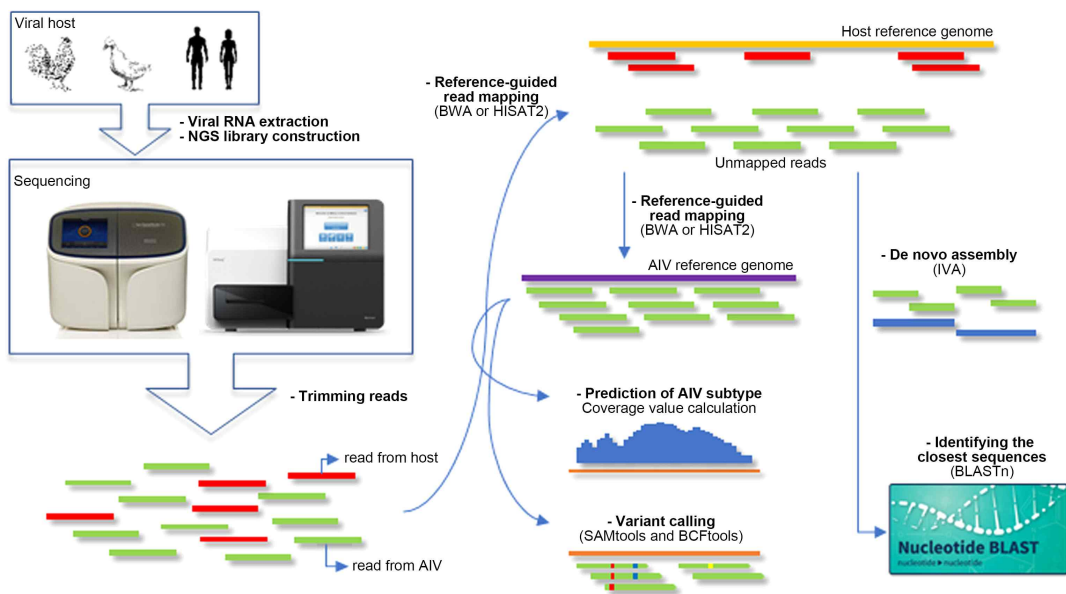 Viral host
- Viral RNA extraction
- NGS library construction
Sequencing
- Trimming reads
read from host
read from AIV
- Reference-guided
read mapping
(BWA or HISAT2)
Host reference genome
Unmapped reads
- Reference-guided
read mapping
(BWA or HISAT2)
AIV reference genome
- Prediction of AIV subtype
Coverage value calculation
- Variant calling
(SAMtools and BCFtools)
- De novo assembly
(IVA)
- Identifying the
closest sequences
(BLASTn)
Nucleotide BLAST
nucleotide ▸ nucleotide